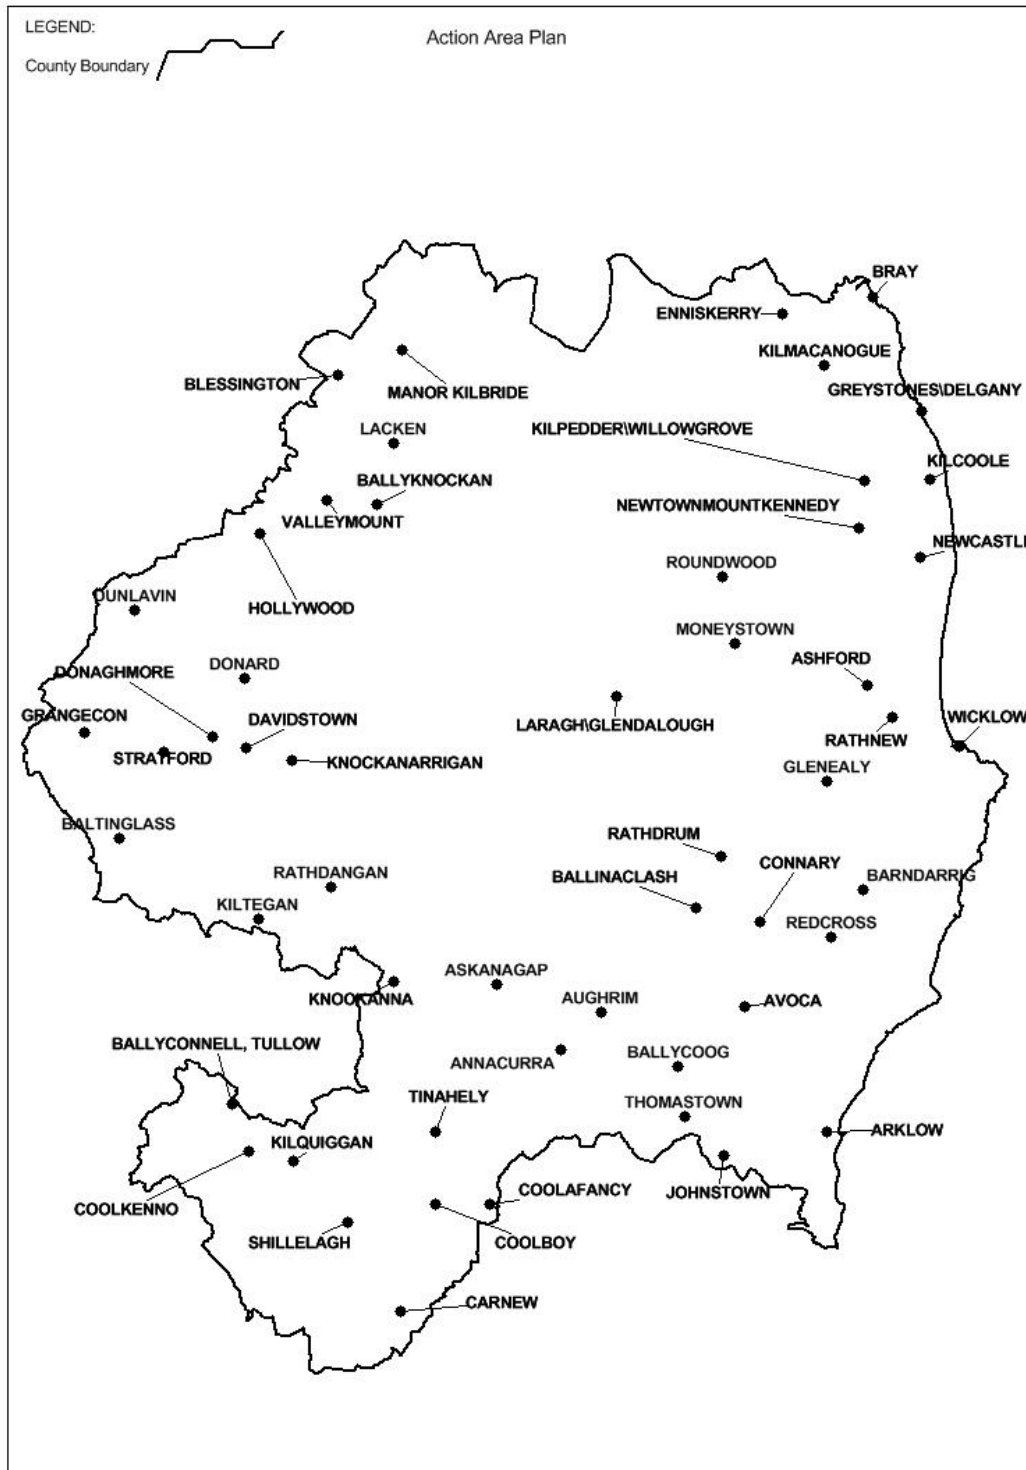 LEGEND:
Action Area Plan
County Boundary
BRAY
ENNISKERRY
KILMACANOGUE
BLESSINGTON
MANOR KILBRIDE
GREYSTONES\DELGANY
LACKEN
KILPEDDER\WILLOWGROVE
KILCOOLE
BALLYKNOCKAN
VALLEYMOUNT
NEWTOWNMOUNTKENNEDY
NEWCASTLE
ROUNDWOOD
DUNLAVIN
HOLLYWOOD
MONEYSTOWN
DONARD
DONAGHMORE
ASHFORD
GRANGECON
DAVIDSTOWN
LARAGH\GLENDALOUGH
WICKLOW
RATHNEW
STRATFORD
KNOCKANARRIGAN
GLENEALY
BALTINGLASS
RATHDRUM
CONNARY
RATHDANGAN
BALLINACLASH
BARNDARRIG
KILTEGAN
REDCROSS
ASKANAGAP
KNOOKANNA
AUGHRIM
AVOCA
BALLYCONNELL, TULLOW
ANNACURRA
BALLYCOOG
TINAHELY
THOMASTOWN
ARKLOW
KILQUIGGAN
COOLKENNO
COOLAFANCY
JOHNSTOWN
SHILLELAGH
COOLBOY
CARNEW